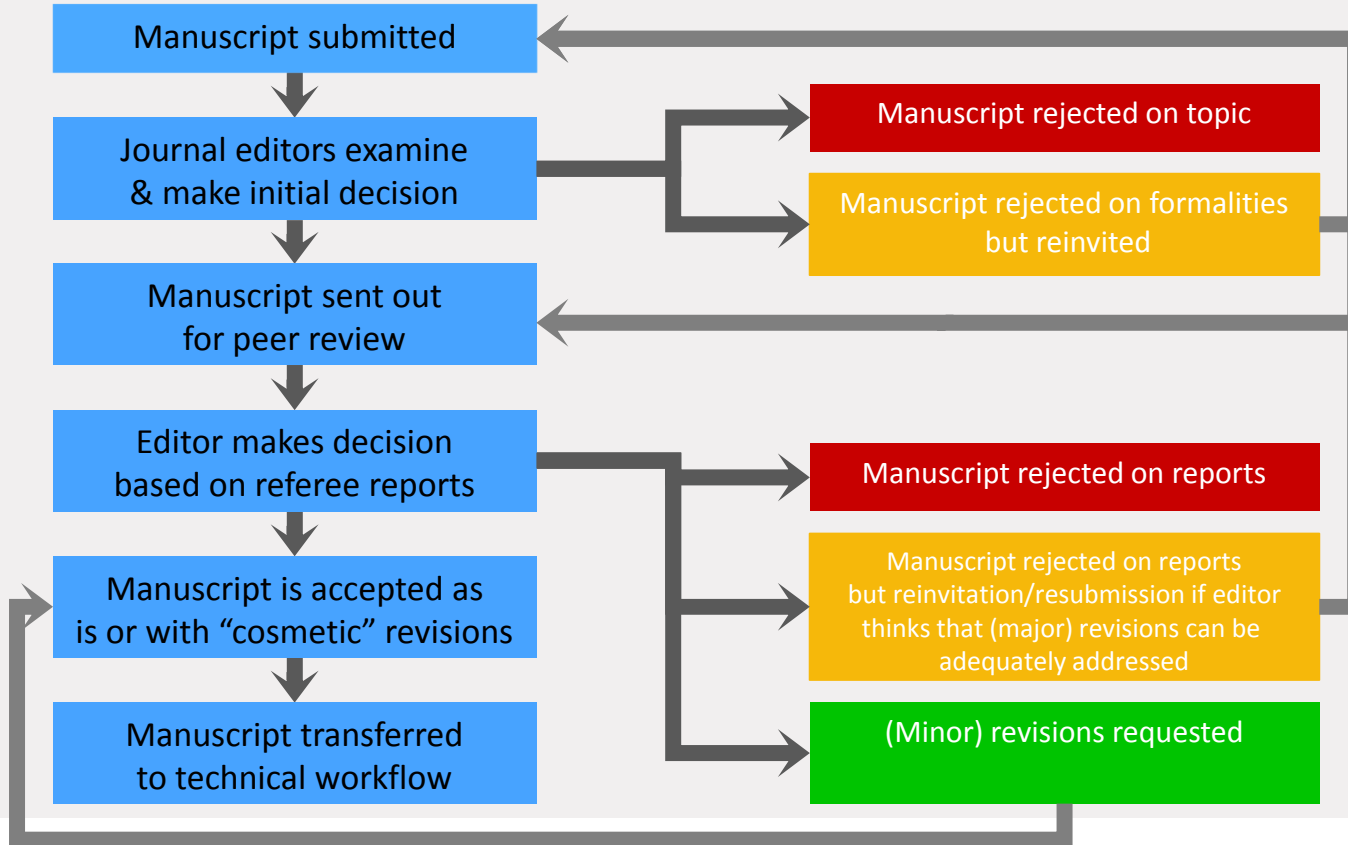 Manuscript submitted
Journal editors examine
& make initial decision
Manuscript rejected on topic
Manuscript rejected on formalities
but reinvited
Manuscript sent out
for peer review
Editor makes decision
based on referee reports
Manuscript rejected on reports
Manuscript rejected on reports
but reinvitation/resubmission if editor
thinks that (major) revisions can be
adequately addressed
(Minor) revisions requested
Manuscript is accepted as
is or with “cosmetic” revisions
Manuscript transferred
to technical workflow